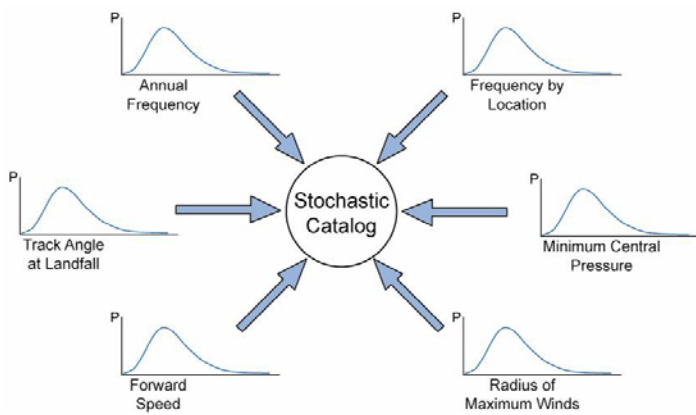 P
Annual
Frequency
P
Frequency by
Location
P
Track Angle
at Landfall
Stochastic
Catalog
P
Minimum Central
Pressure
P
Forward
Speed
P
Radius of
Maximum Winds